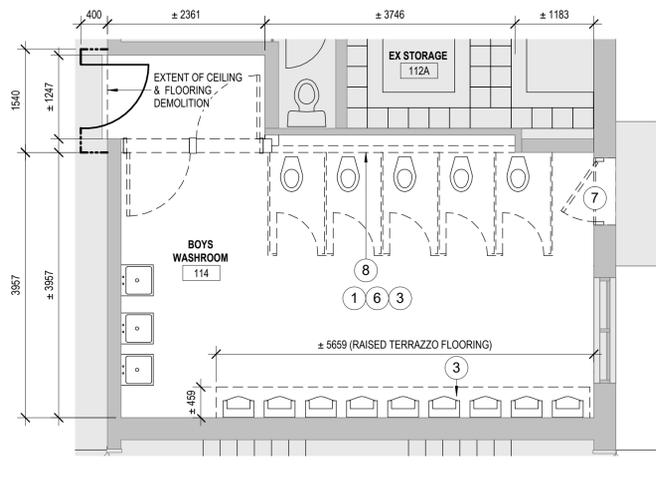 400
± 2361
± 3746
± 1183
1540
± 1247
EXTENT OF CEILING
& FLOORING
DEMOLITION
EX STORAGE
112A
7
BOYS
WASHROOM
114
8
1 6 3
3957
± 3957
± 5659 (RAISED TERRAZZO FLOORING)
3
± 459